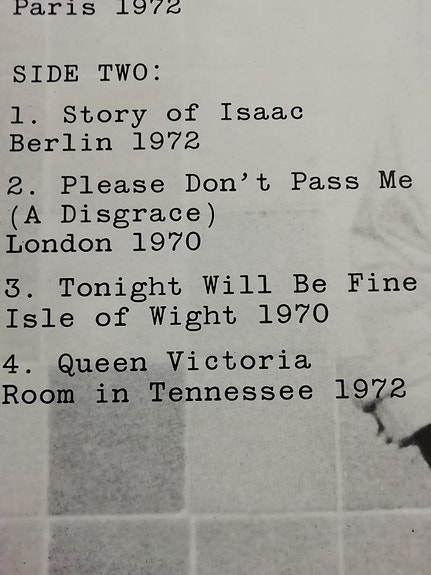 Paris 1972
SIDE TWO:
1. Story of Isaac
Berlin 1972
2. Please Don't Pass Me
(A Disgrace)
London 1970
3. Tonight Will Be Fine
Isle of Wight 1970
4. Queen Victoria
Room in Tennessee 1972